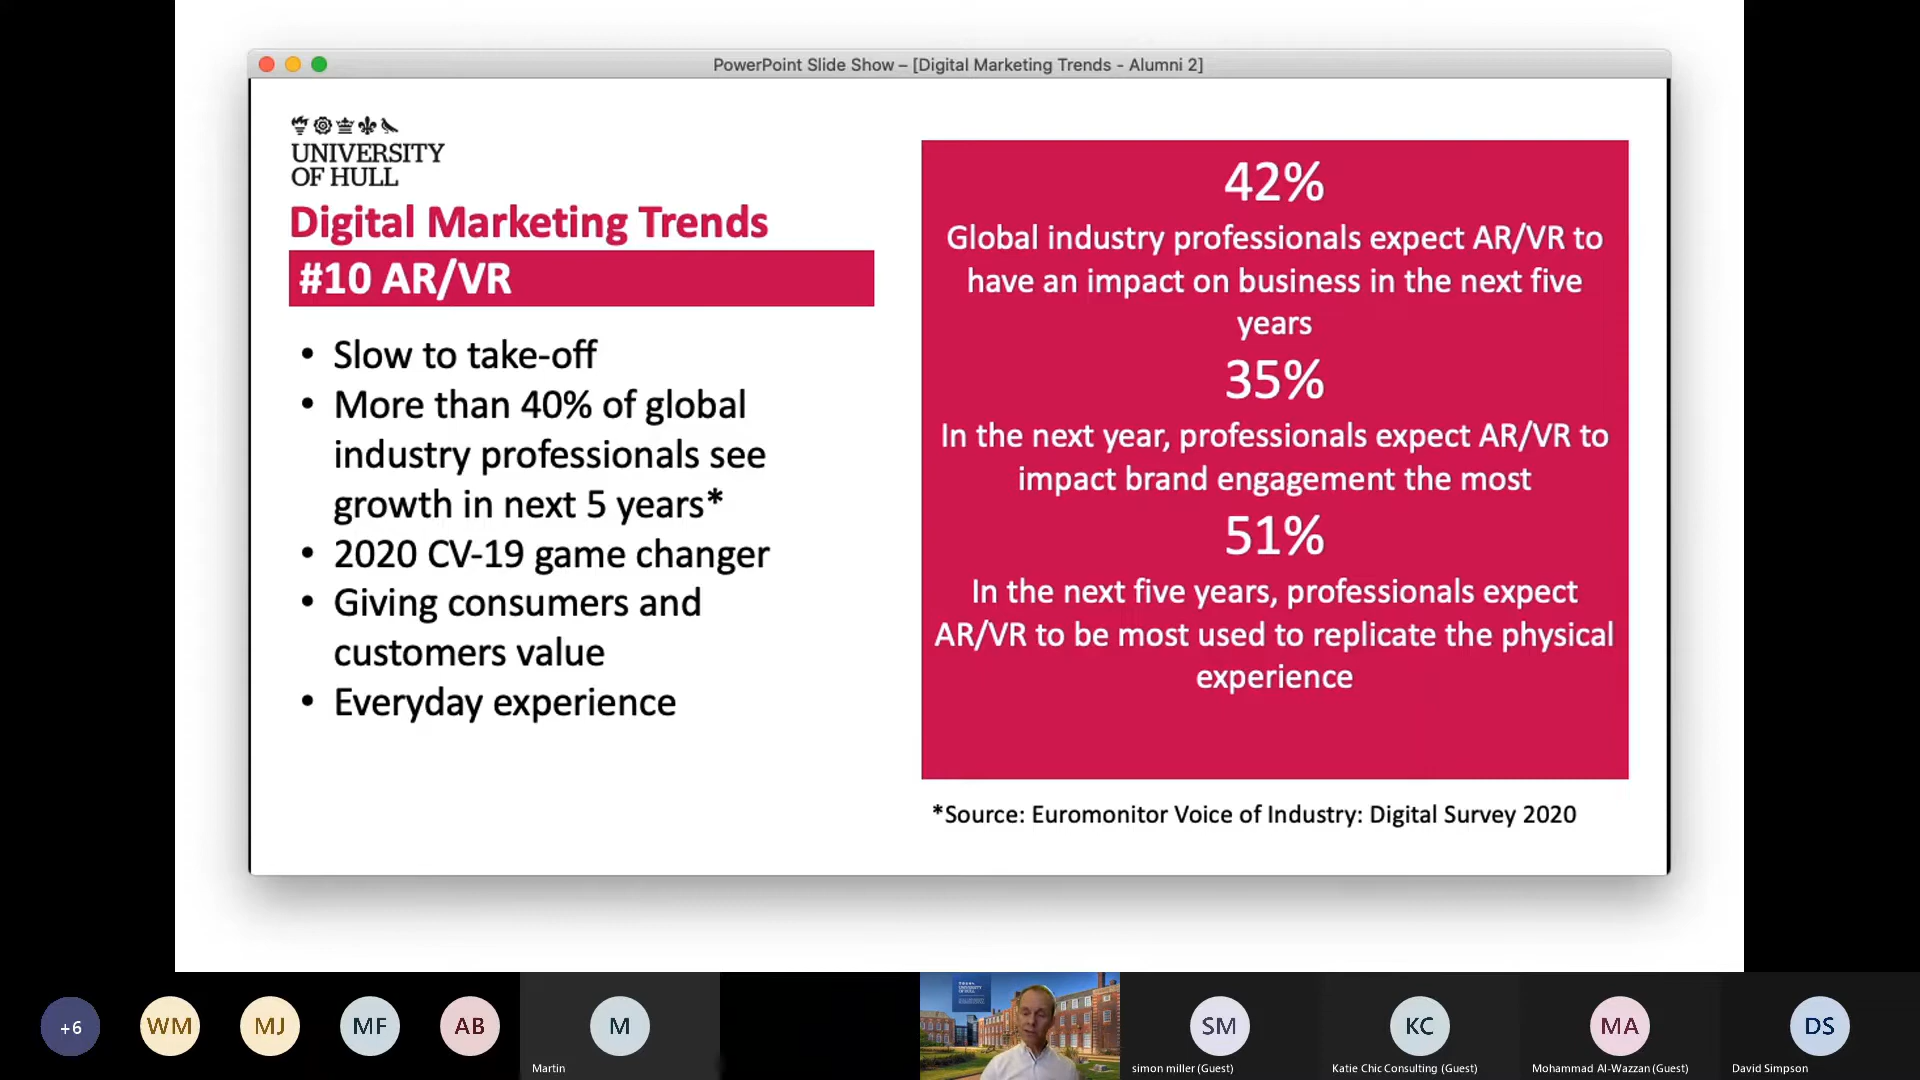 PowerPoint Slide Show – [Digital Marketing Trends - Alumni 2]
UNIVERSITY
OF HULL
Digital Marketing Trends
#10 AR/VR
• Slow to take-off
• More than 40% of global
industry professionals see
growth in next 5 years*
• 2020 CV-19 game changer
• Giving consumers and
customers value
• Everyday experience
42%
Global industry professionals expect AR/VR to
have an impact on business in the next five
years
35%
In the next year, professionals expect AR/VR to
impact brand engagement the most
51%
In the next five years, professionals expect
AR/VR to be most used to replicate the physical
experience
*Source: Euromonitor Voice of Industry: Digital Survey 2020
+6
WM
MJ
MF
AB
M
Martin
UNIVERSITY
OF HULL
SM
simon miller (Guest)
KC
Katie Chic Consulting (Guest)
MA
Mohammad Al-Wazzan (Guest)
DS
David Simpson